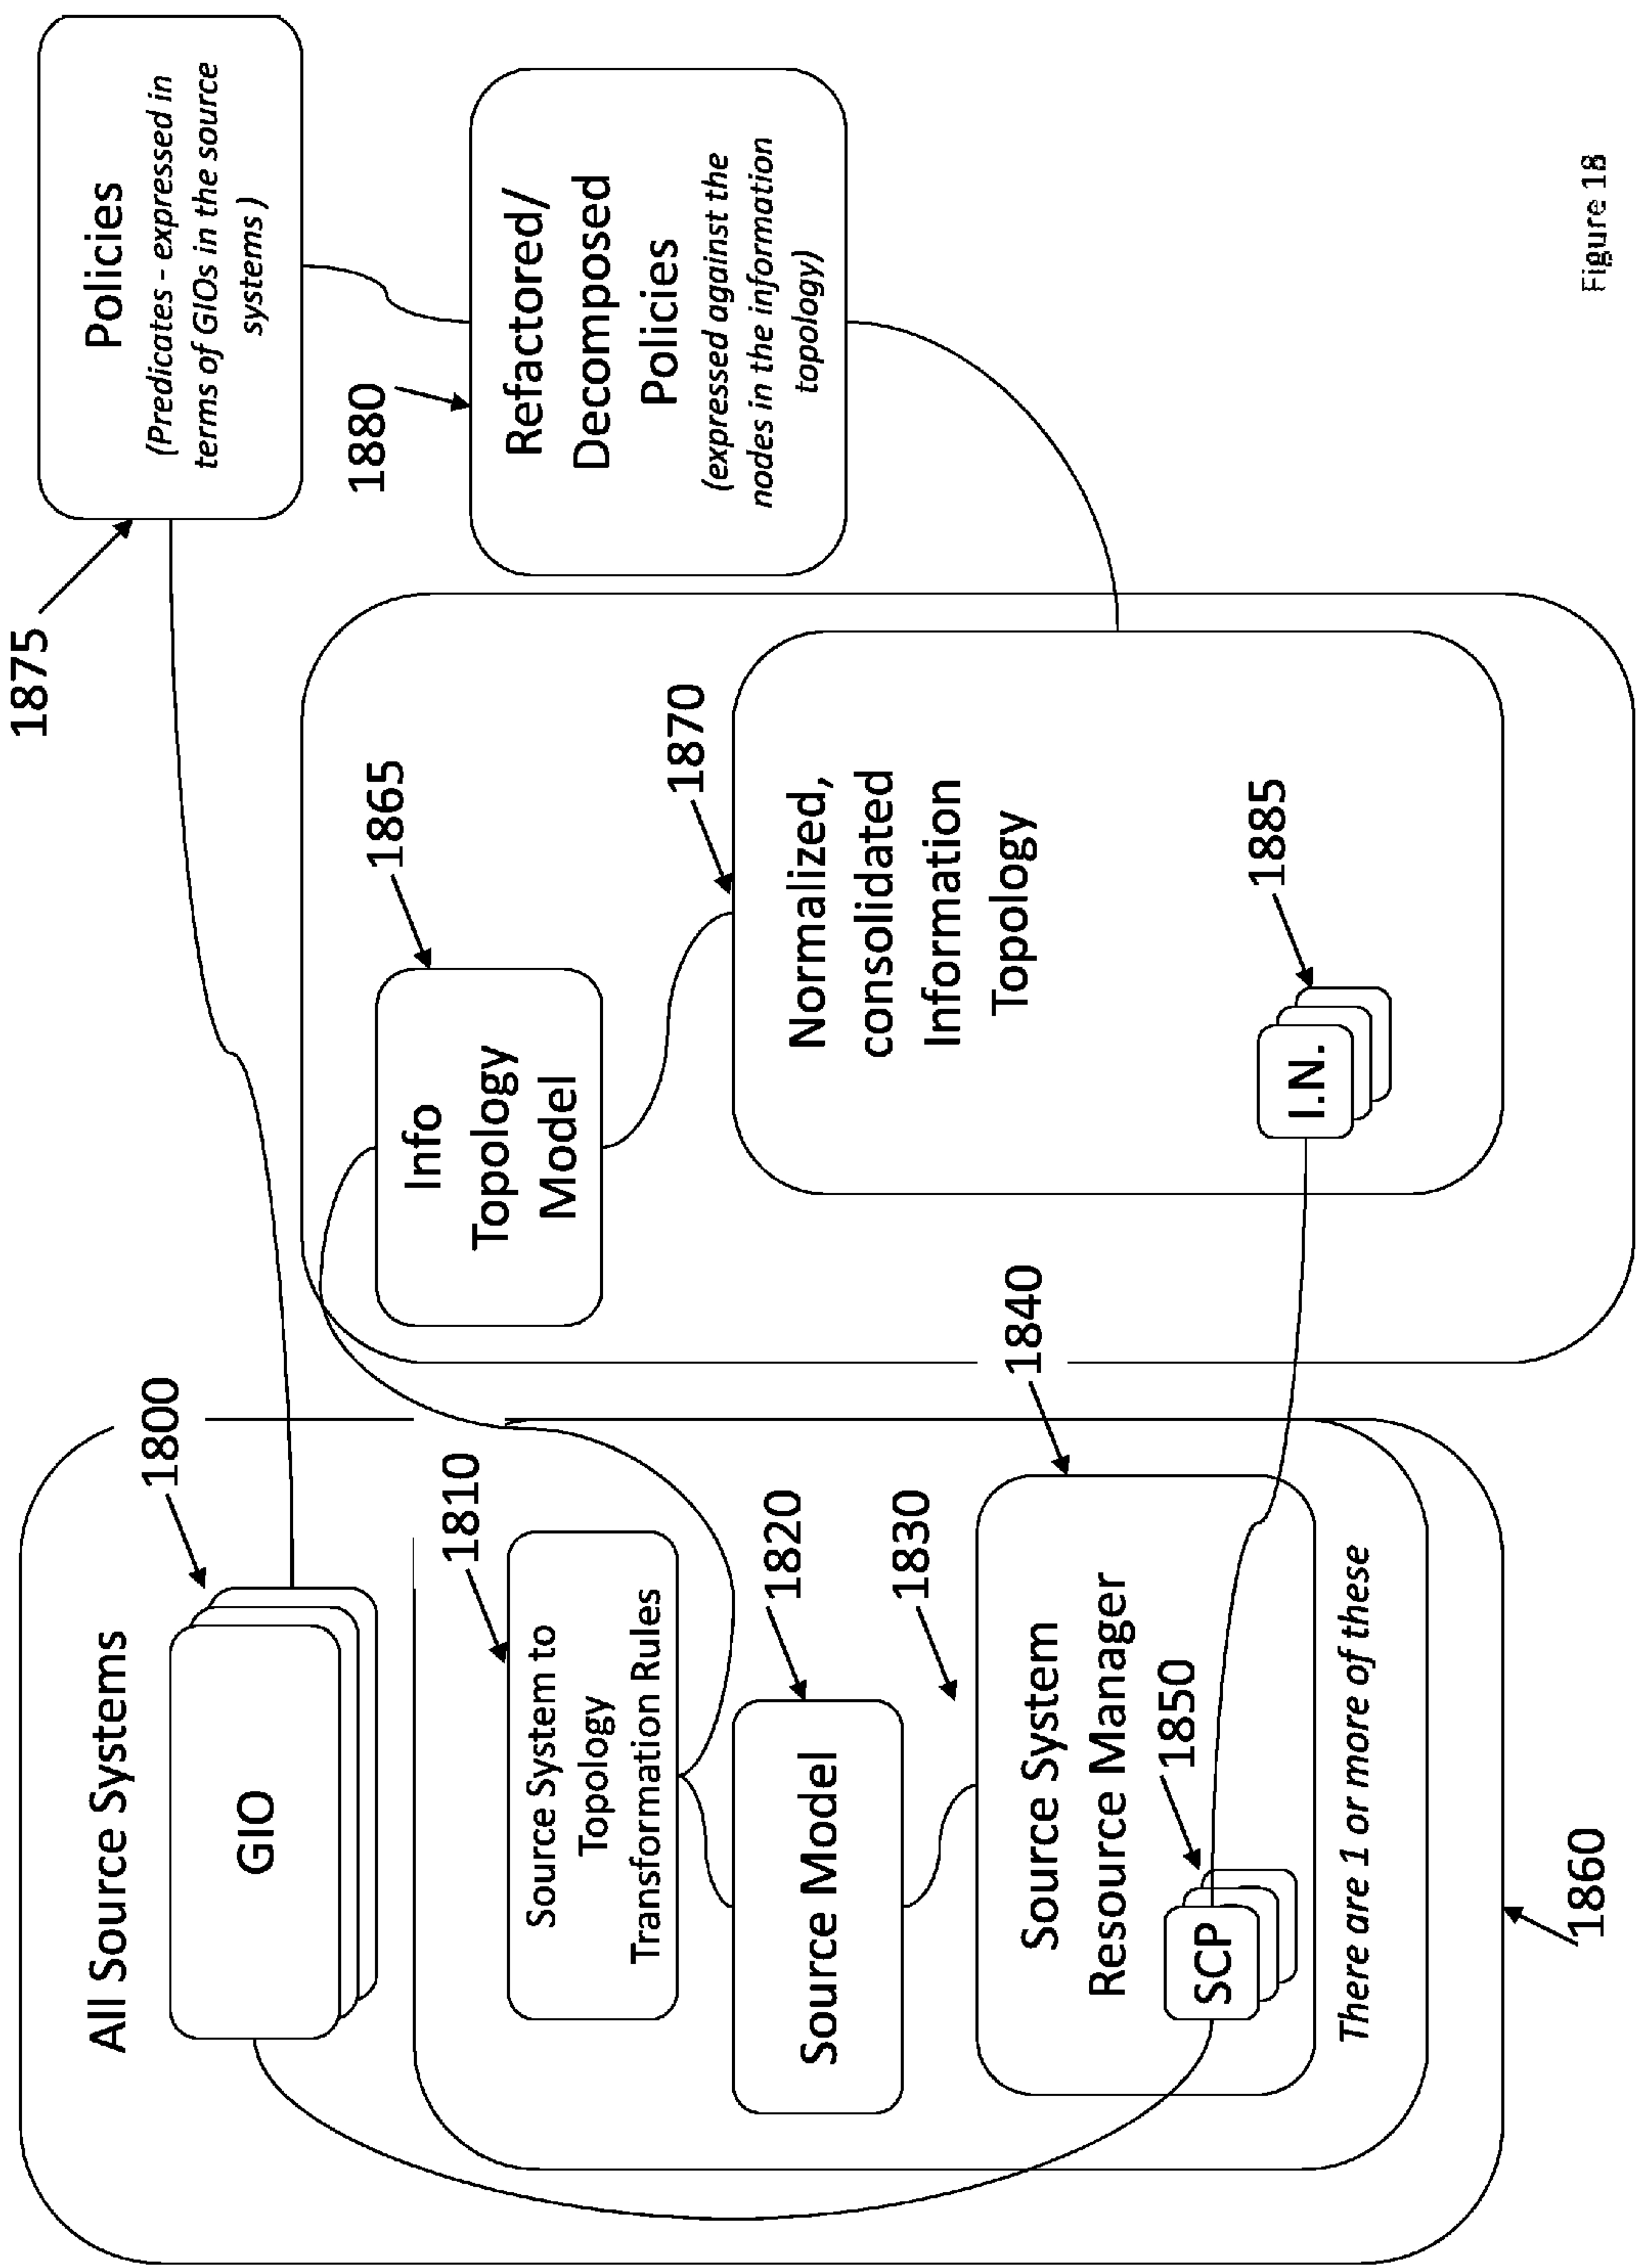 All Source Systems
1800
GIO
1810
Source System to
Topology
Transformation Rules
1820
Source Model
1830
1840
Source System
Resource Manager
1850
SCP
There are 1 or more of these
1860
1865
Info
Topology
Model
1870
Normalized,
consolidated
Information
Topology
1885
I.N.
1875
Policies
(Predicates - expressed in
terms of GIOs in the source
systems )
1880
Refactored/
Decomposed
Policies
(expressed against the
nodes in the information
topology)
Figure 18